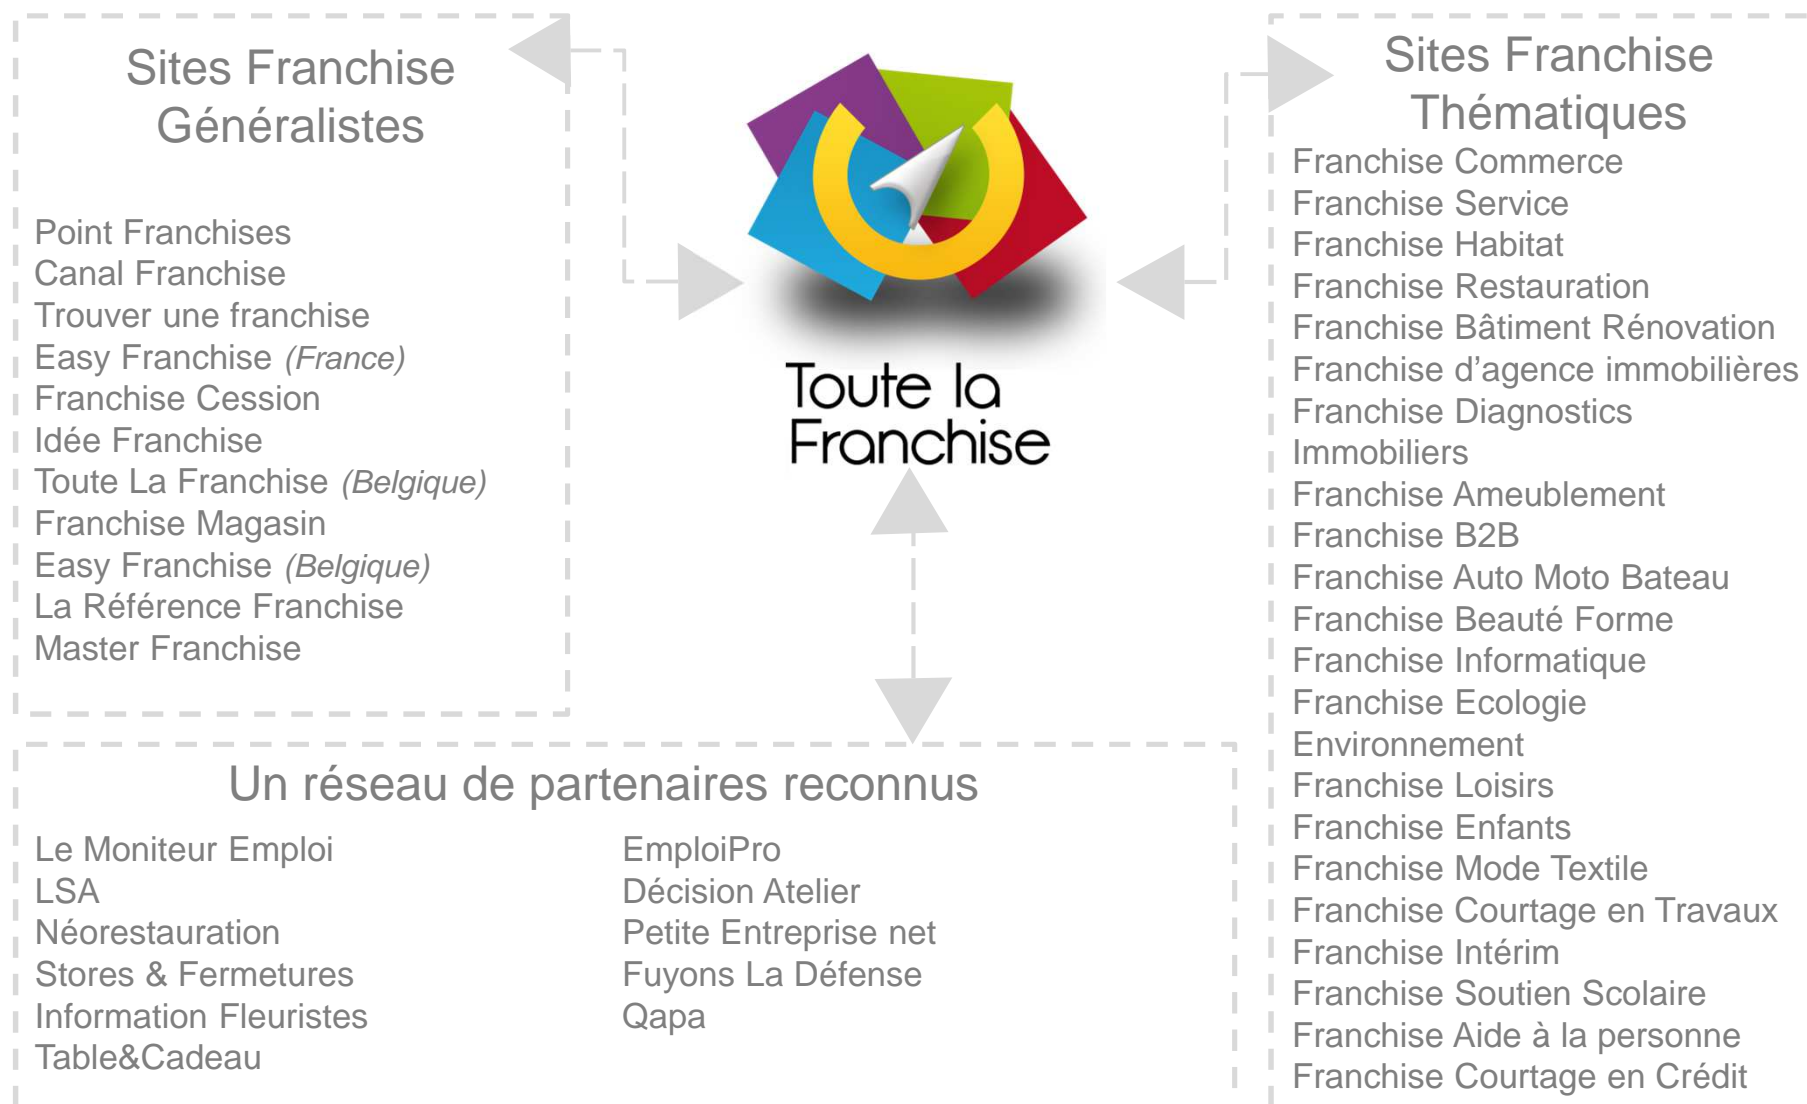 Sites Franchise
Généralistes
Point Franchises
Canal Franchise
Trouver une franchise
Easy Franchise (France)
Franchise Cession
Idée Franchise
Toute La Franchise (Belgique)
Franchise Magasin
Easy Franchise (Belgique)
La Référence Franchise
Master Franchise
Toute la
Franchise
Sites Franchise
Thématiques
Franchise Commerce
Franchise Service
Franchise Habitat
Franchise Restauration
Franchise Bâtiment Rénovation
Franchise d'agence immobilières
Franchise Diagnostics
Immobiliers
Franchise Ameublement
Franchise B2B
Franchise Auto Moto Bateau
Franchise Beauté Forme
Franchise Informatique
Franchise Ecologie
Environnement
Franchise Loisirs
Franchise Enfants
Franchise Mode Textile
Franchise Courtage en Travaux
Franchise Intérim
Franchise Soutien Scolaire
Franchise Aide à la personne
Franchise Courtage en Crédit
Un réseau de partenaires reconnus
Le Moniteur Emploi
LSA
Néorestauration
Stores & Fermetures
Information Fleuristes
Table&Cadeau
EmploiPro
Décision Atelier
Petite Entreprise net
Fuyons La Défense
Qapa